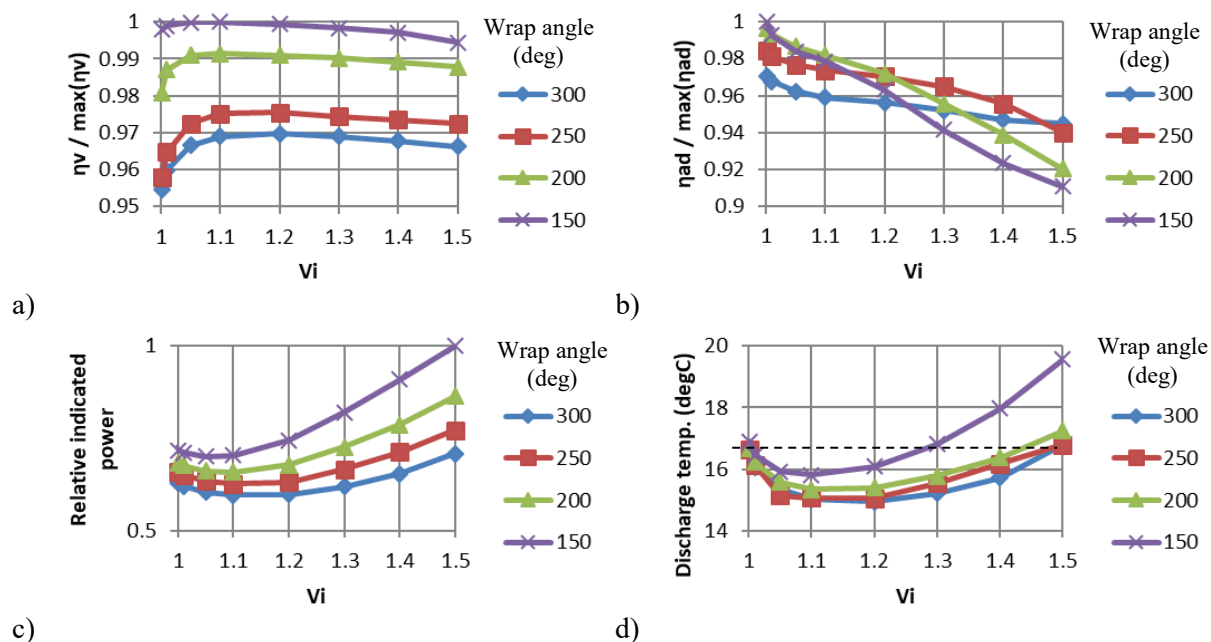 1
0.99
0.98
0.97
0.96
0.95
ηv / max(ηv)
1 1.1 1.2 1.3 1.4 1.5
Vi
Wrap angle
(deg)
300
250
200
150
a)
1
0.98
0.96
0.94
0.92
0.9
ηad / max(ηad)
1 1.1 1.2 1.3 1.4 1.5
Vi
Wrap angle
(deg)
300
250
200
150
b)
1
0.5
Relative indicated
power
1 1.1 1.2 1.3 1.4 1.5
Vi
Wrap angle
(deg)
300
250
200
150
c)
20
18
16
14
Discharge temp. (degC)
1 1.1 1.2 1.3 1.4 1.5
Vi
Wrap angle
(deg)
300
250
200
150
d)